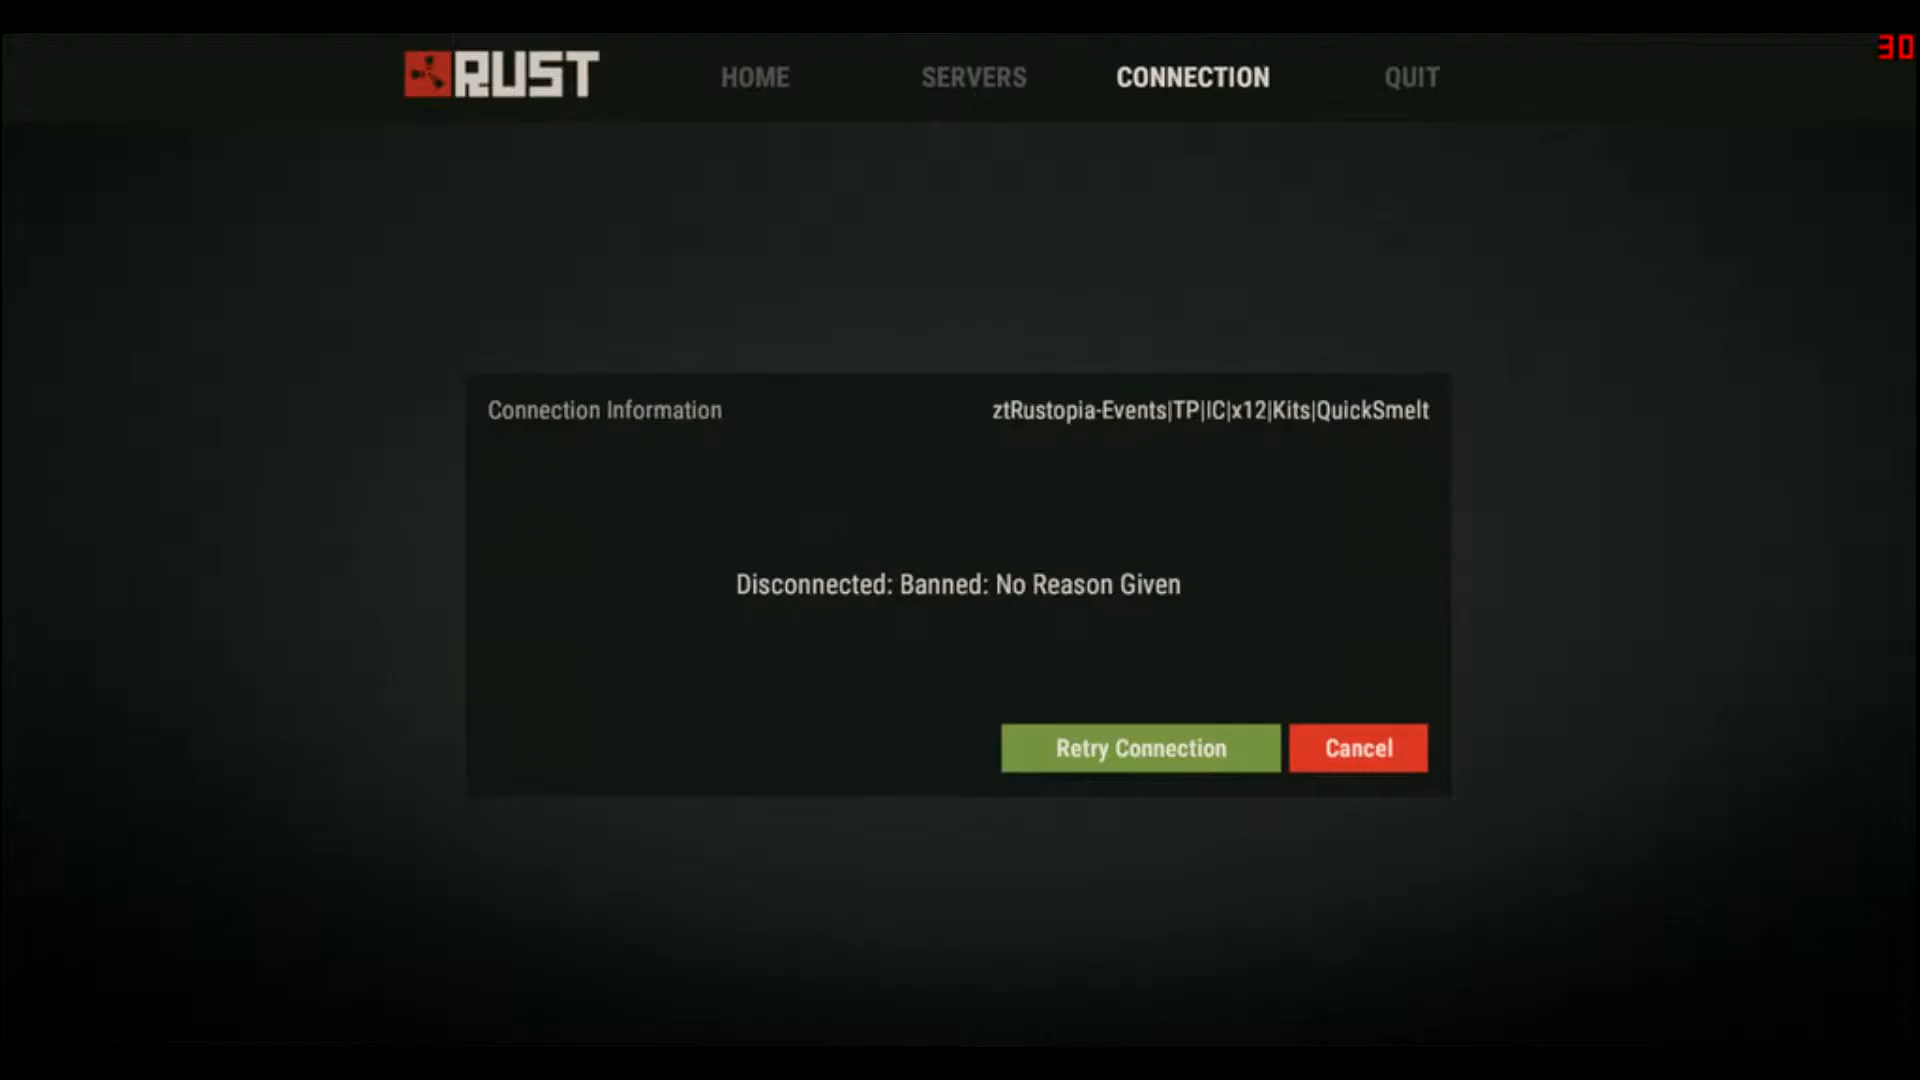 RUST HOME SERVERS CONNECTION QUIT
30
Connection Information ztRustopia-Events|TP|IC|x12|Kits|QuickSmelt
Disconnected: Banned: No Reason Given
Retry Connection Cancel